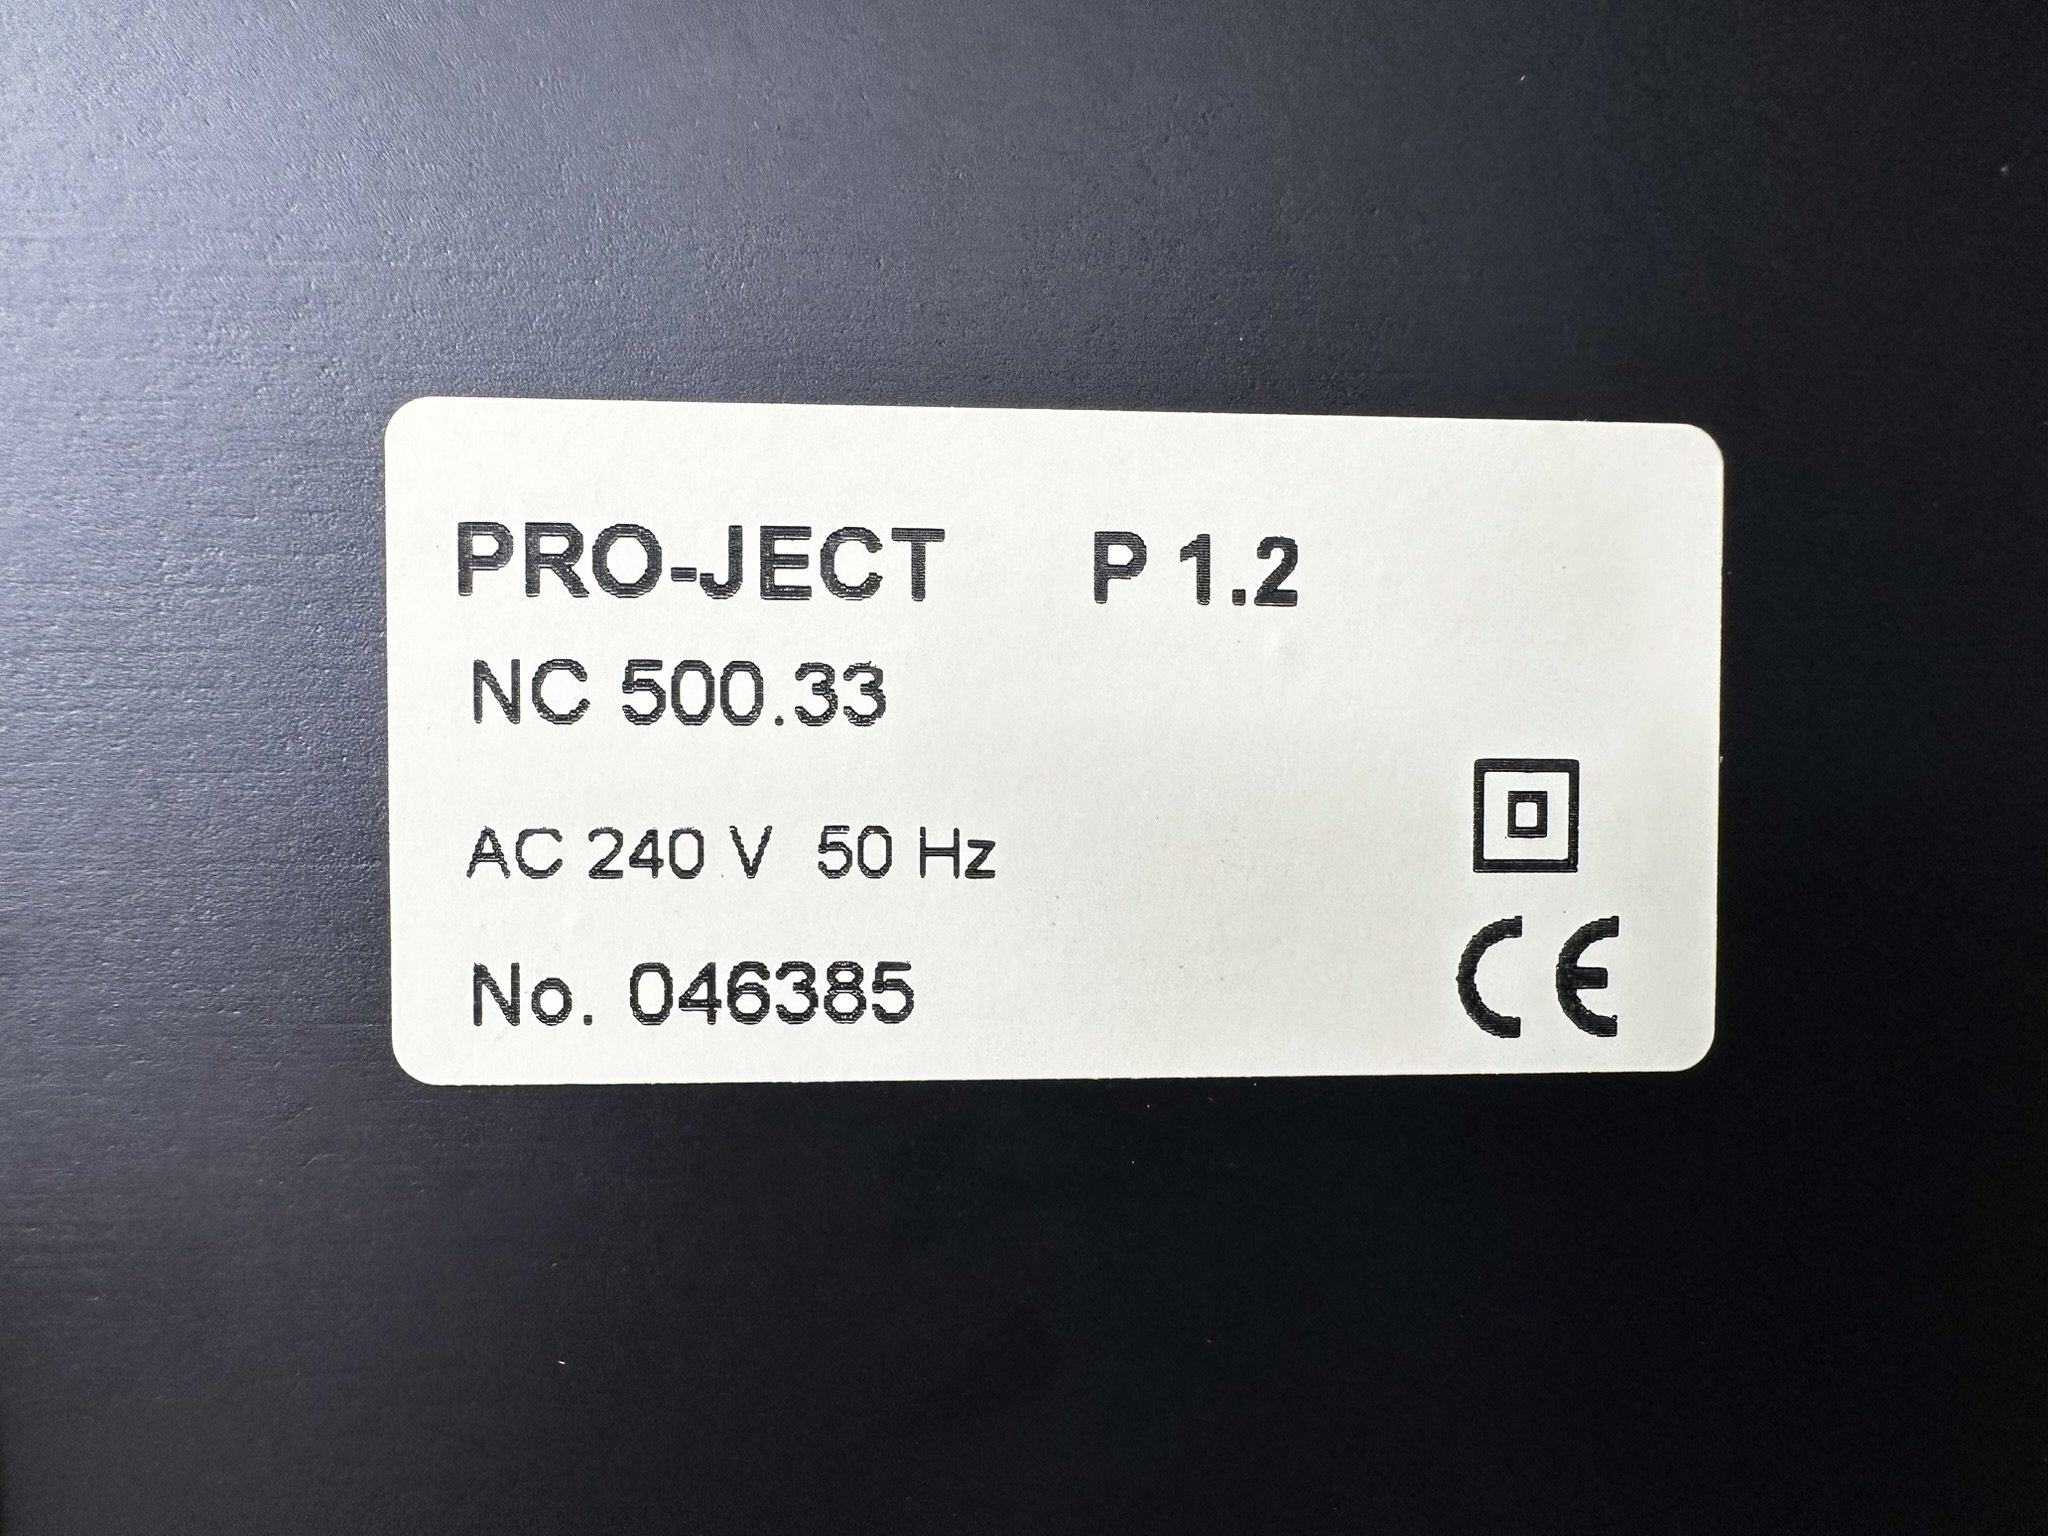 PRO-JECT P 1.2
NC 500.33
AC 240 V 50 Hz
No. 046385
CE